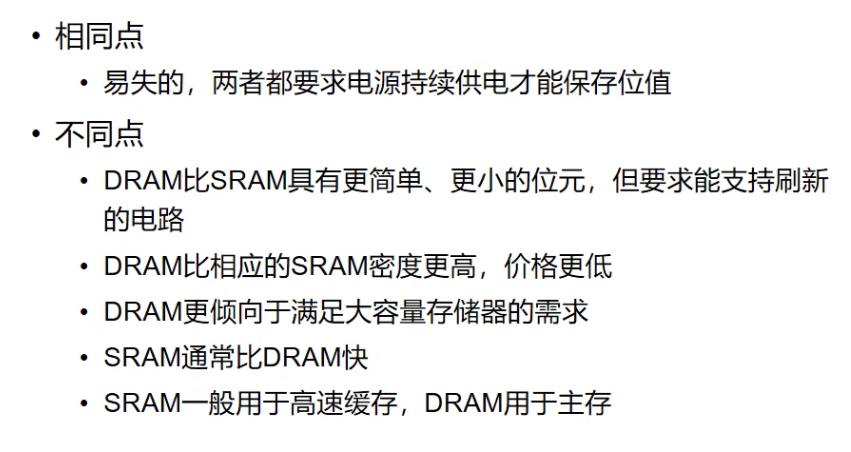 • 相同点
• 易失的，两者都要求电源持续供电才能保存位值
• 不同点
• DRAM比SRAM具有更简单、更小的位元，但要求能支持刷新
的电路
• DRAM比相应的SRAM密度更高，价格更低
• DRAM更倾向于满足大容量存储器的需求
• SRAM通常比DRAM快
• SRAM一般用于高速缓存，DRAM用于主存